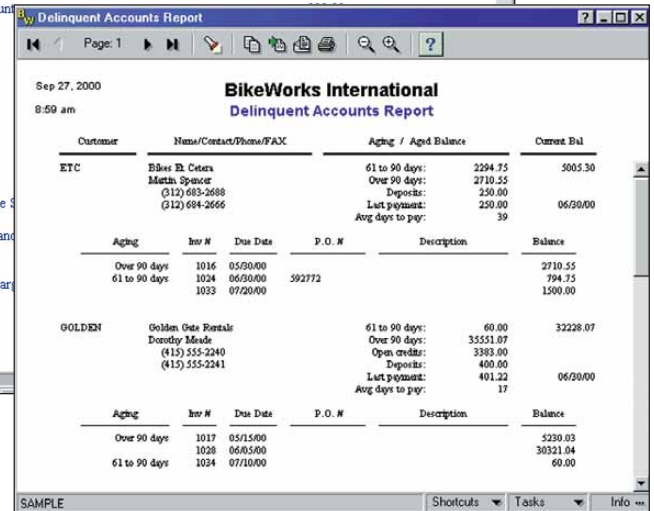 Delinquent Accounts Report
Page: 1
Sep 27, 2000
8:59 am
BikeWorks International
Delinquent Accounts Report
Customer Name/Contact/Phone/FAX Aging / Aged Balance Current Bal
ETC Bikes Et Cetera 61 to 90 days: 2294.75 5005.30
Martin Spencer Over 90 days: 2710.55
(312) 683-2688 Deposits: 250.00
(312) 684-2666 Last payment: 250.00 06/30/00
Avg days to pay: 39
Aging Inv # Due Date P.O. # Description Balance
Over 90 days 1016 05/30/00 2710.55
61 to 90 days 1024 06/30/00 592772 794.75
1033 07/20/00 1500.00
GOLDEN Golden Gate Rentals 61 to 90 days: 60.00 32228.07
Dorothy Meade Over 90 days: 35551.07
(415) 555-2240 Open credits: 3383.00
(415) 555-2241 Deposits: 400.00
Last payment: 401.22 06/30/00
Avg days to pay: 17
Aging Inv # Due Date P.O. # Description Balance
Over 90 days 1017 05/15/00 5230.03
1028 06/05/00 30321.04
61 to 90 days 1034 07/10/00 60.00
SAMPLE Shortcuts Tasks Info